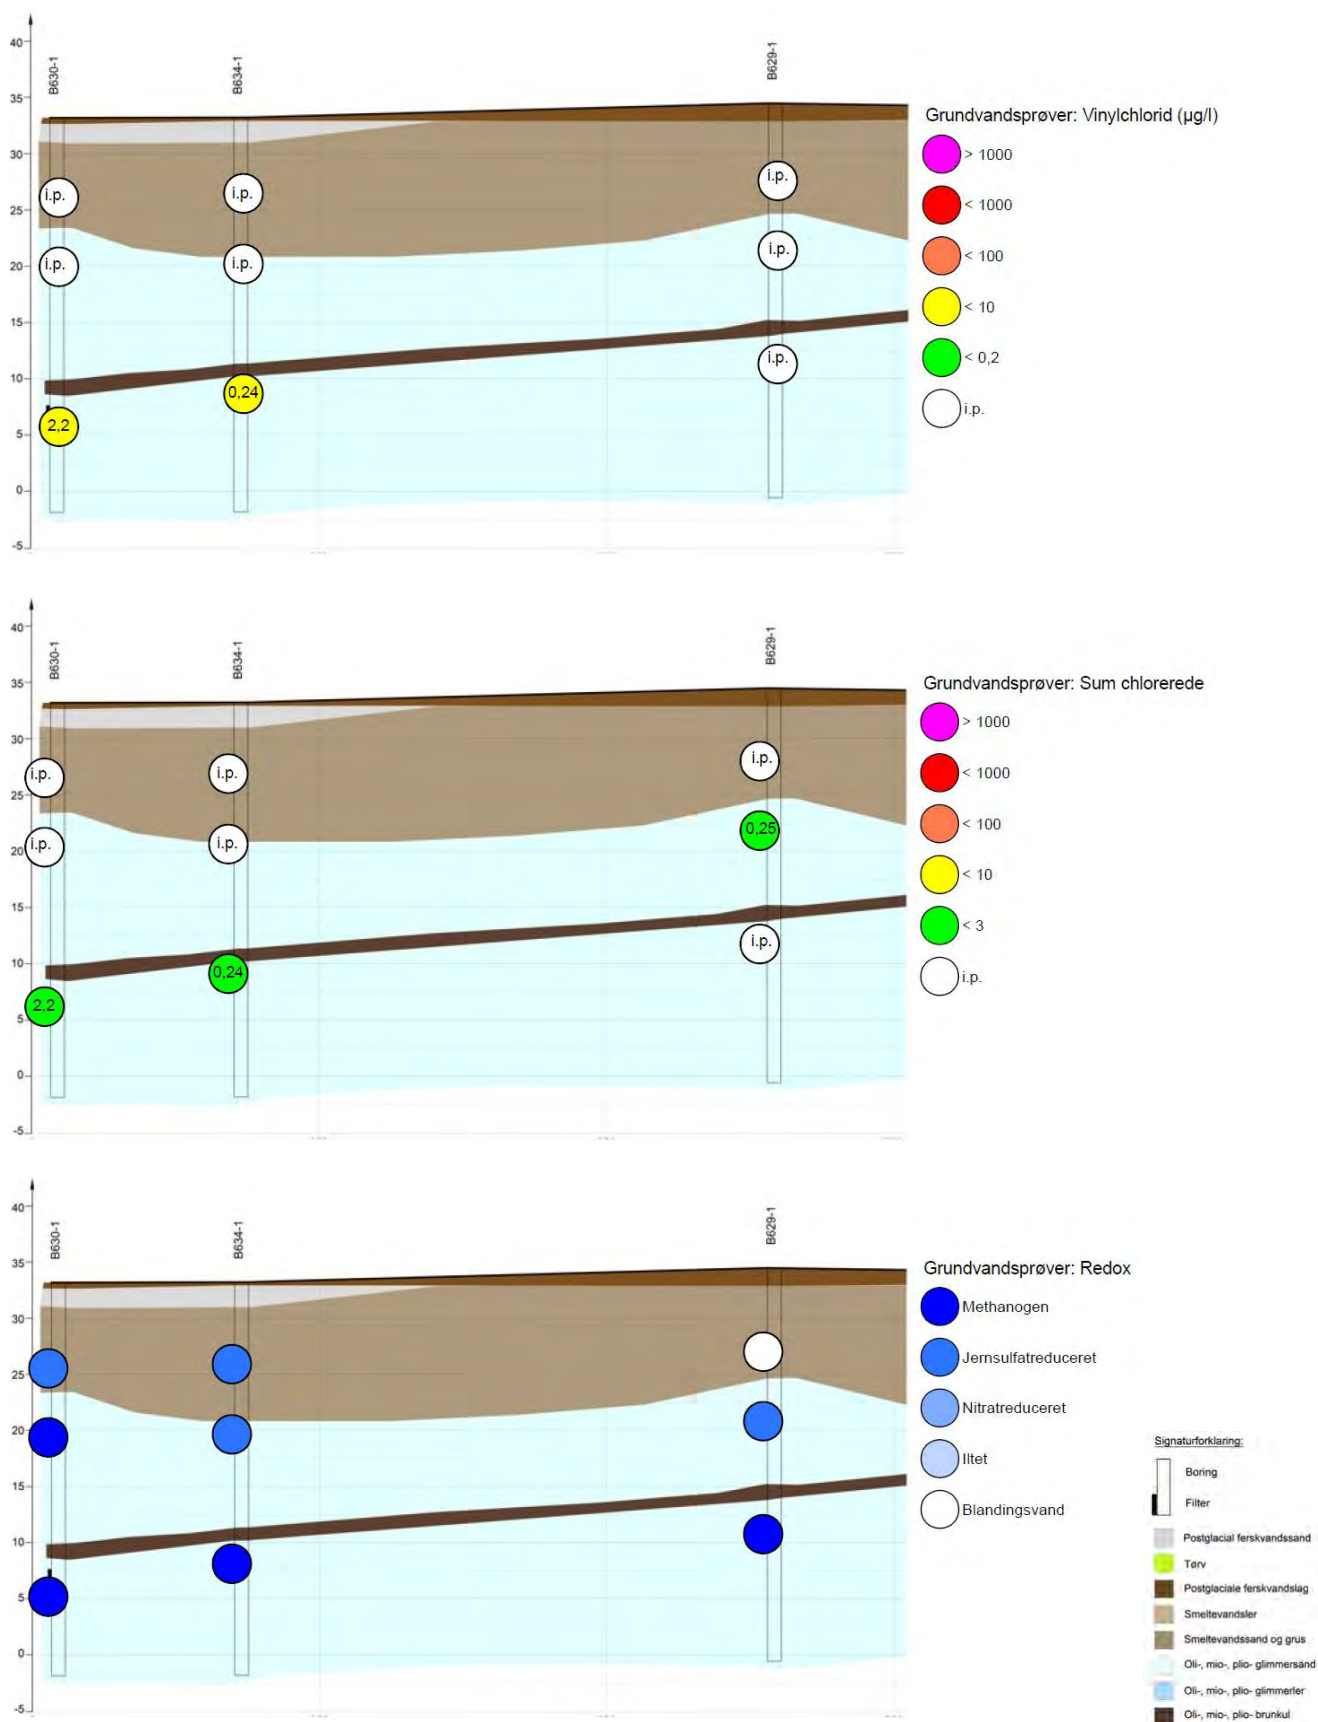 40
35
30
25
20
15
10
5
0
-5
B630-1
B634-1
B629-1
i.p.
i.p.
i.p.
i.p.
i.p.
i.p.
i.p.
0,24
2,2
Grundvandsprøver: Vinylchlorid (µg/l)
> 1000
< 1000
< 100
< 10
< 0,2
i.p.
40
35
30
25
20
15
10
5
0
-5
B630-1
B634-1
B629-1
i.p.
i.p.
i.p.
i.p.
i.p.
0,25
i.p.
0,24
2,2
Grundvandsprøver: Sum chlorerede
> 1000
< 1000
< 100
< 10
< 3
i.p.
40
35
30
25
20
15
10
5
0
-5
B630-1
B634-1
B629-1
Grundvandsprøver: Redox
Methanogen
Jernsulfatreduceret
Nitratreduceret
Iltet
Blandingsvand
Signaturforklaring:
Boring
Filter
Postglacial ferskvandssand
Tørv
Postglaciale ferskvandslag
Smeltevandsler
Smeltevandssand og grus
Oli-, mio-, plio- glimmersand
Oli-, mio-, plio- glimmerler
Oli-, mio-, plio- brunkul